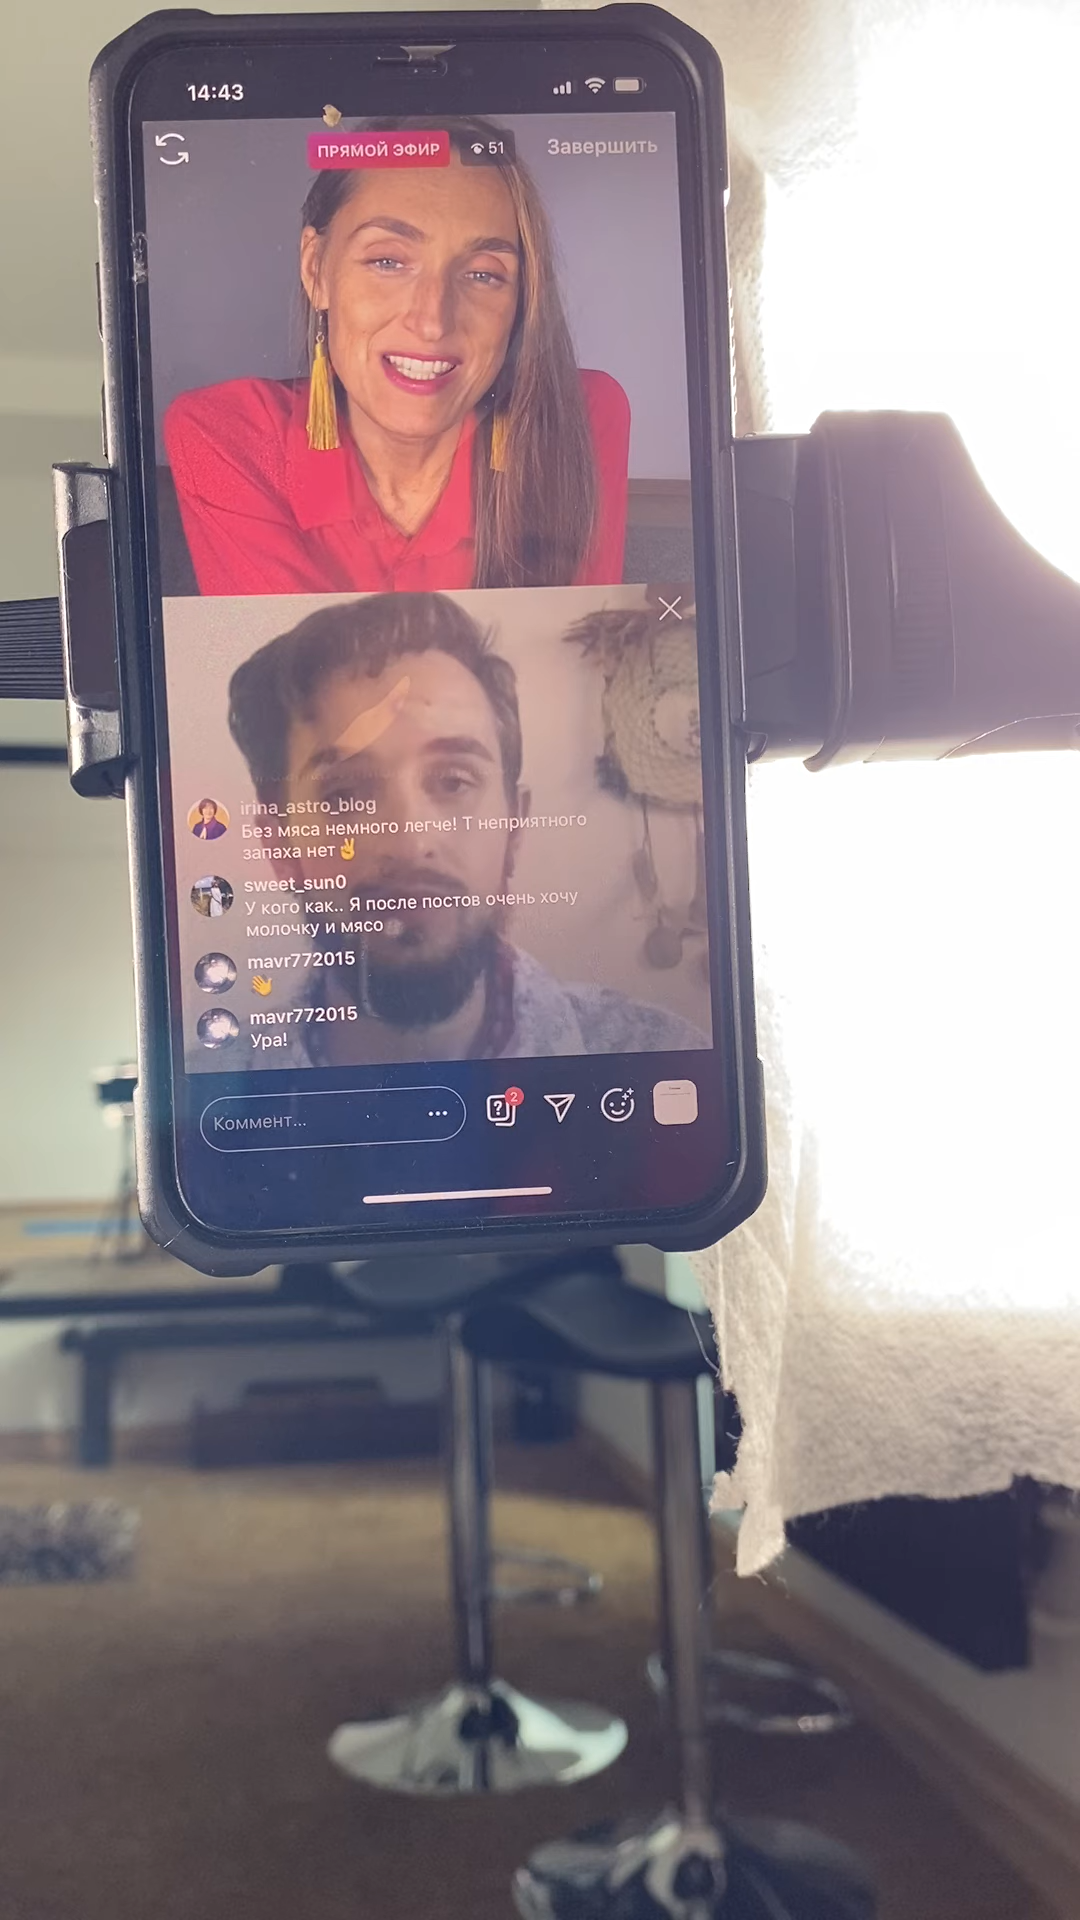 14:43
ПРЯМОЙ ЭФИР
51
Завершить
irina_astro_blog
Без мяса немного легче! Т неприятного
запаха нет✌️
sweet_sun0
У кого как.. Я после постов очень хочу
молочку и мясо
mavr772015
👋
mavr772015
Ура!
Коммент...
2